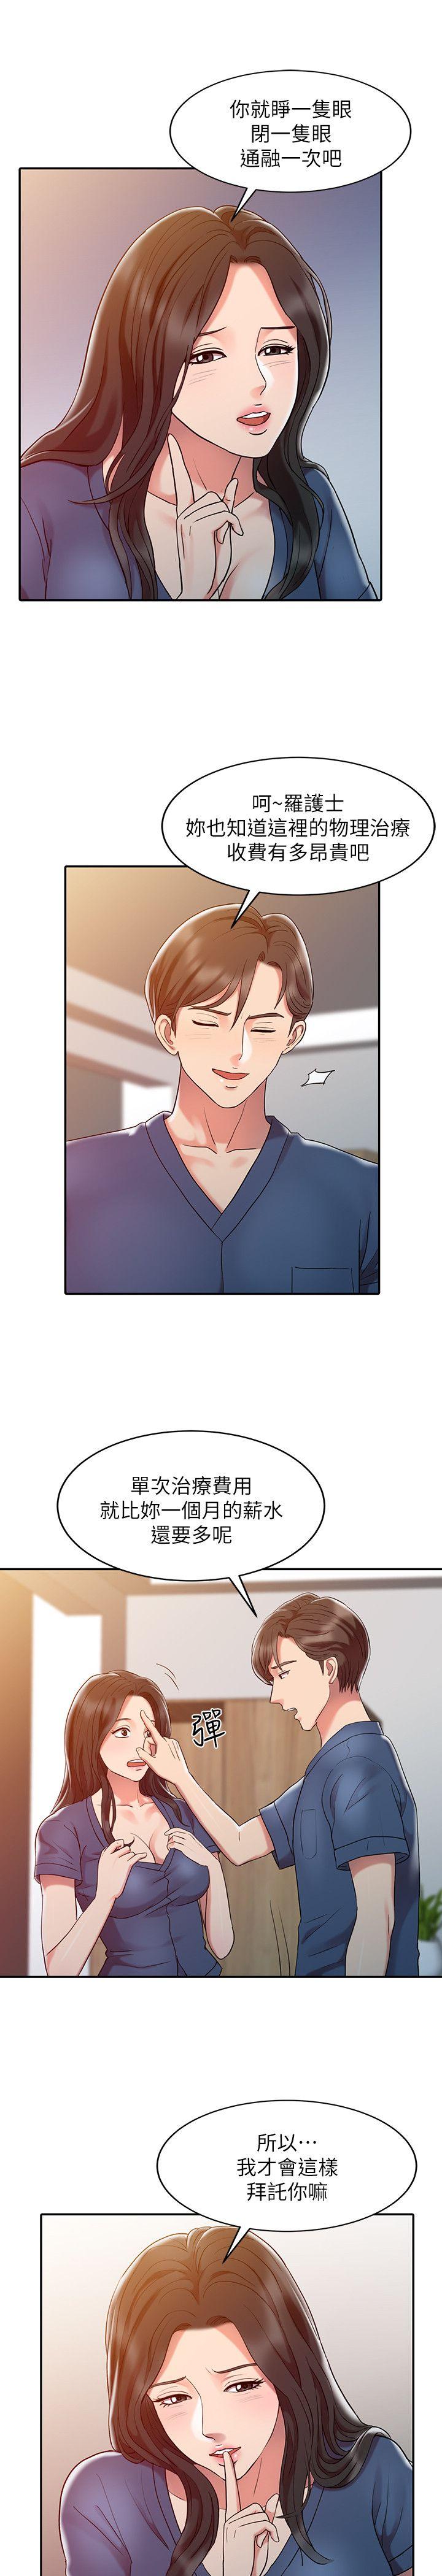 你就睜一隻眼
閉一隻眼
通融一次吧
呵~羅護士
妳也知道這裡的物理治療
收費有多昂貴吧
單次治療費用
就比妳一個月的薪水
還要多呢
彈
所以…
我才會這樣
拜託你嘛